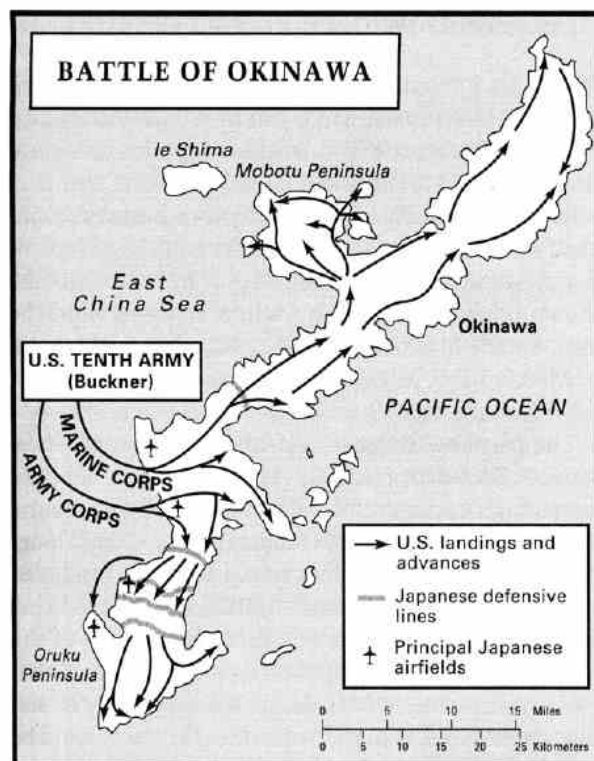 BATTLE OF OKINAWA
Ie Shima
Mobotu Peninsula
East
China Sea
Okinawa
U.S. TENTH ARMY
(Buckner)
PACIFIC OCEAN
MARINE CORPS
ARMY CORPS
Oruku
Peninsula
U.S. landings and
advances
Japanese defensive
lines
Principal Japanese
airfields
0 5 10 15 Miles
0 5 10 15 20 25 Kilometers